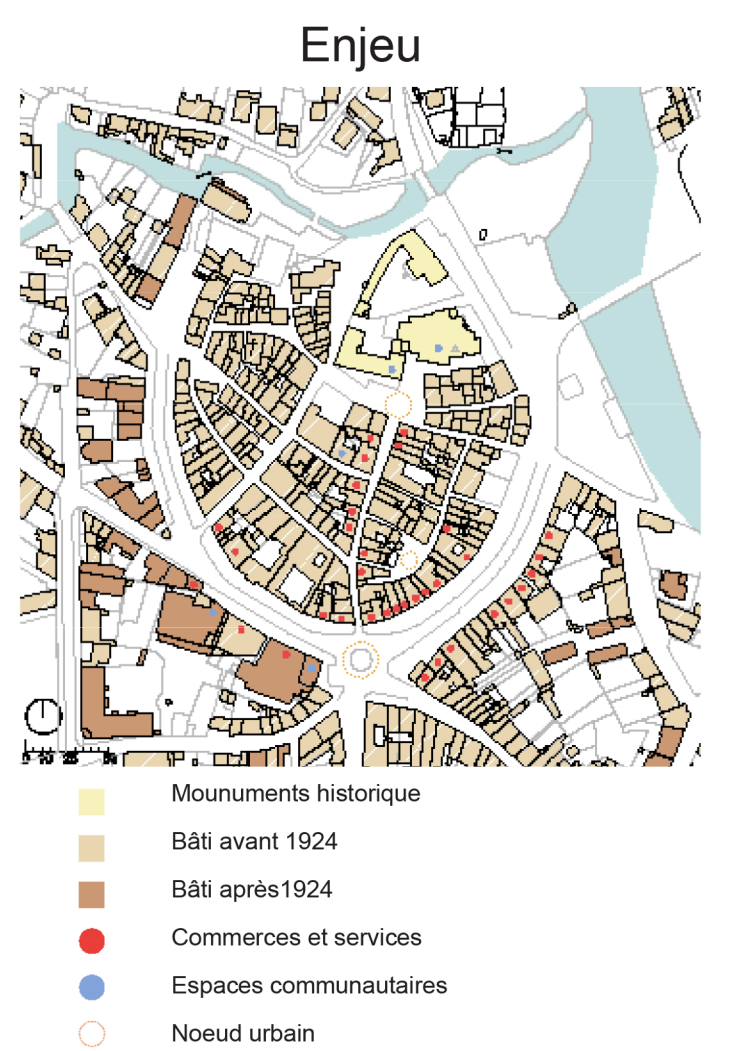 Enjeu
Mounuments historique
Bâti avant 1924
Bâti après1924
Commerces et services
Espaces communautaires
Noeud urbain